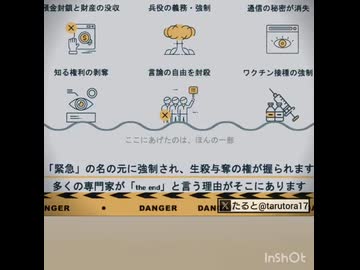 預金封鎖と財産の没収 兵役の義務・強制 通信の秘密が消失
知る権利の剥奪 言論の自由を封殺 ワクチン接種の強制
ここにあげたのは、ほんの一部
「緊急」の名の元に強制され、生殺与奪の権が握られます
多くの専門家が「the end」と言う理由がそこにあります
DANGER DANGER DANGER
たると@tarutora17
InShOt